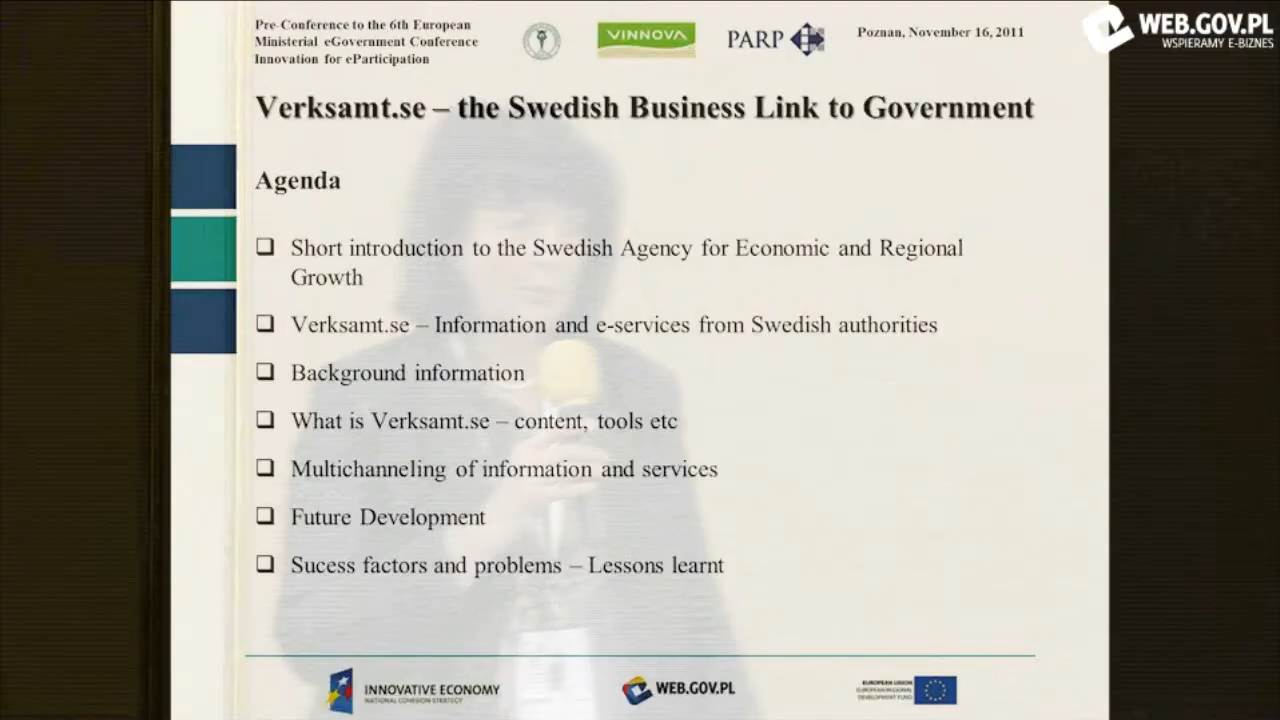 Pre-Conference to the 6th European
Ministerial eGovernment Conference
Innovation for eParticipation
VINNOVA
PARP
Poznan, November 16, 2011
WEB.GOV.PL
WSPIERAMY E-BIZNES
Verksamt.se – the Swedish Business Link to Government
Agenda
Short introduction to the Swedish Agency for Economic and Regional
Growth
Verksamt.se – Information and e-services from Swedish authorities
Background information
What is Verksamt.se – content, tools etc
Multichanneling of information and services
Future Development
Sucess factors and problems – Lessons learnt
INNOVATIVE ECONOMY
NATIONAL COHESION STRATEGY
WEB.GOV.PL
EUROPEAN UNION
EUROPEAN REGIONAL
DEVELOPMENT FUND